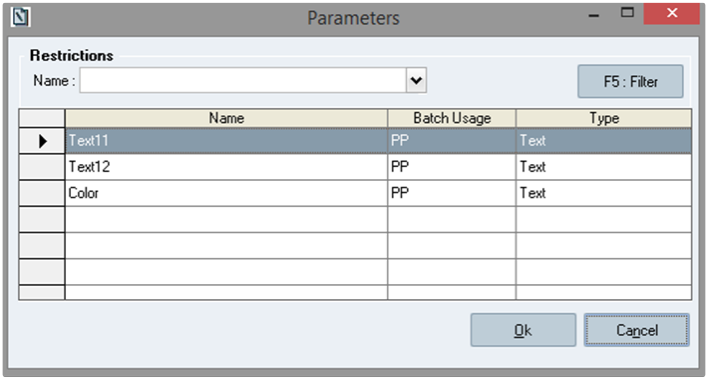 Parameters
Restrictions
Name :
F5 : Filter
Name Batch Usage Type
Text11 PP Text
Text12 PP Text
Color PP Text
Ok Cancel